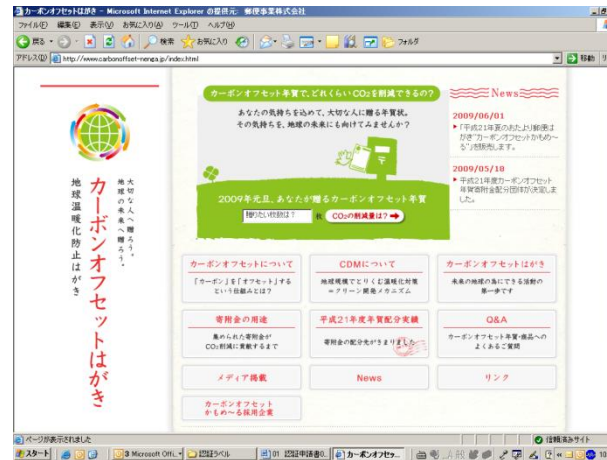 カーボンオフセットはがき - Microsoft Internet Explorer の提供元 郵便事業株式会社
ファイル(F) 編集(E) 表示(V) お気に入り(A) ツール(T) ヘルプ(H)
戻る 検索 お気に入り フォルダ
アドレス(D) http://www.carbonoffset-nenga.jp/index.html 移動
大切な人へ贈ろう。
地球の未来へ贈ろう。
カーボンオフセットはがき
地球温暖化防止はがき
カーボンオフセット年賀で、どれくらいCO2を削減できるの?
あなたの気持ちを込めて、大切な人に贈る年賀状。
その気持ちを、地球の未来にも向けてみませんか?
2009年元旦、あなたが贈るカーボンオフセット年賀
贈りたい枚数は? 枚 CO2の削減量は?
News
2009/06/01
「平成21年夏のおたより郵便は
がき"カーボンオフセットかもめ~
る"」を販売します。
2009/05/18
平成21年度カーボンオフセット
年賀寄附金配分団体が決定しま
した。
カーボンオフセットについて
「カーボン」を「オフセット」する
という仕組みとは?
CDMについて
地球規模でとりくむ温暖化対策
=クリーン開発メカニズム
カーボンオフセットはがき
未来の地球の為にできる活動の
第一歩です
寄附金の用途
集められた寄附金が
CO2削減に貢献するまで
平成21年度年賀配分実績
寄附金の配分先がきまりました
Q&A
カーボンオフセット年賀・商品への
よくあるご質問
メディア掲載
News
リンク
カーボンオフセット
かもめ~る採用企業
ページが表示されました 信頼済みサイト
スタート 3 Microsoft Offi... 認証ラベル 01 認証申請書0... カーボンオフセッ...